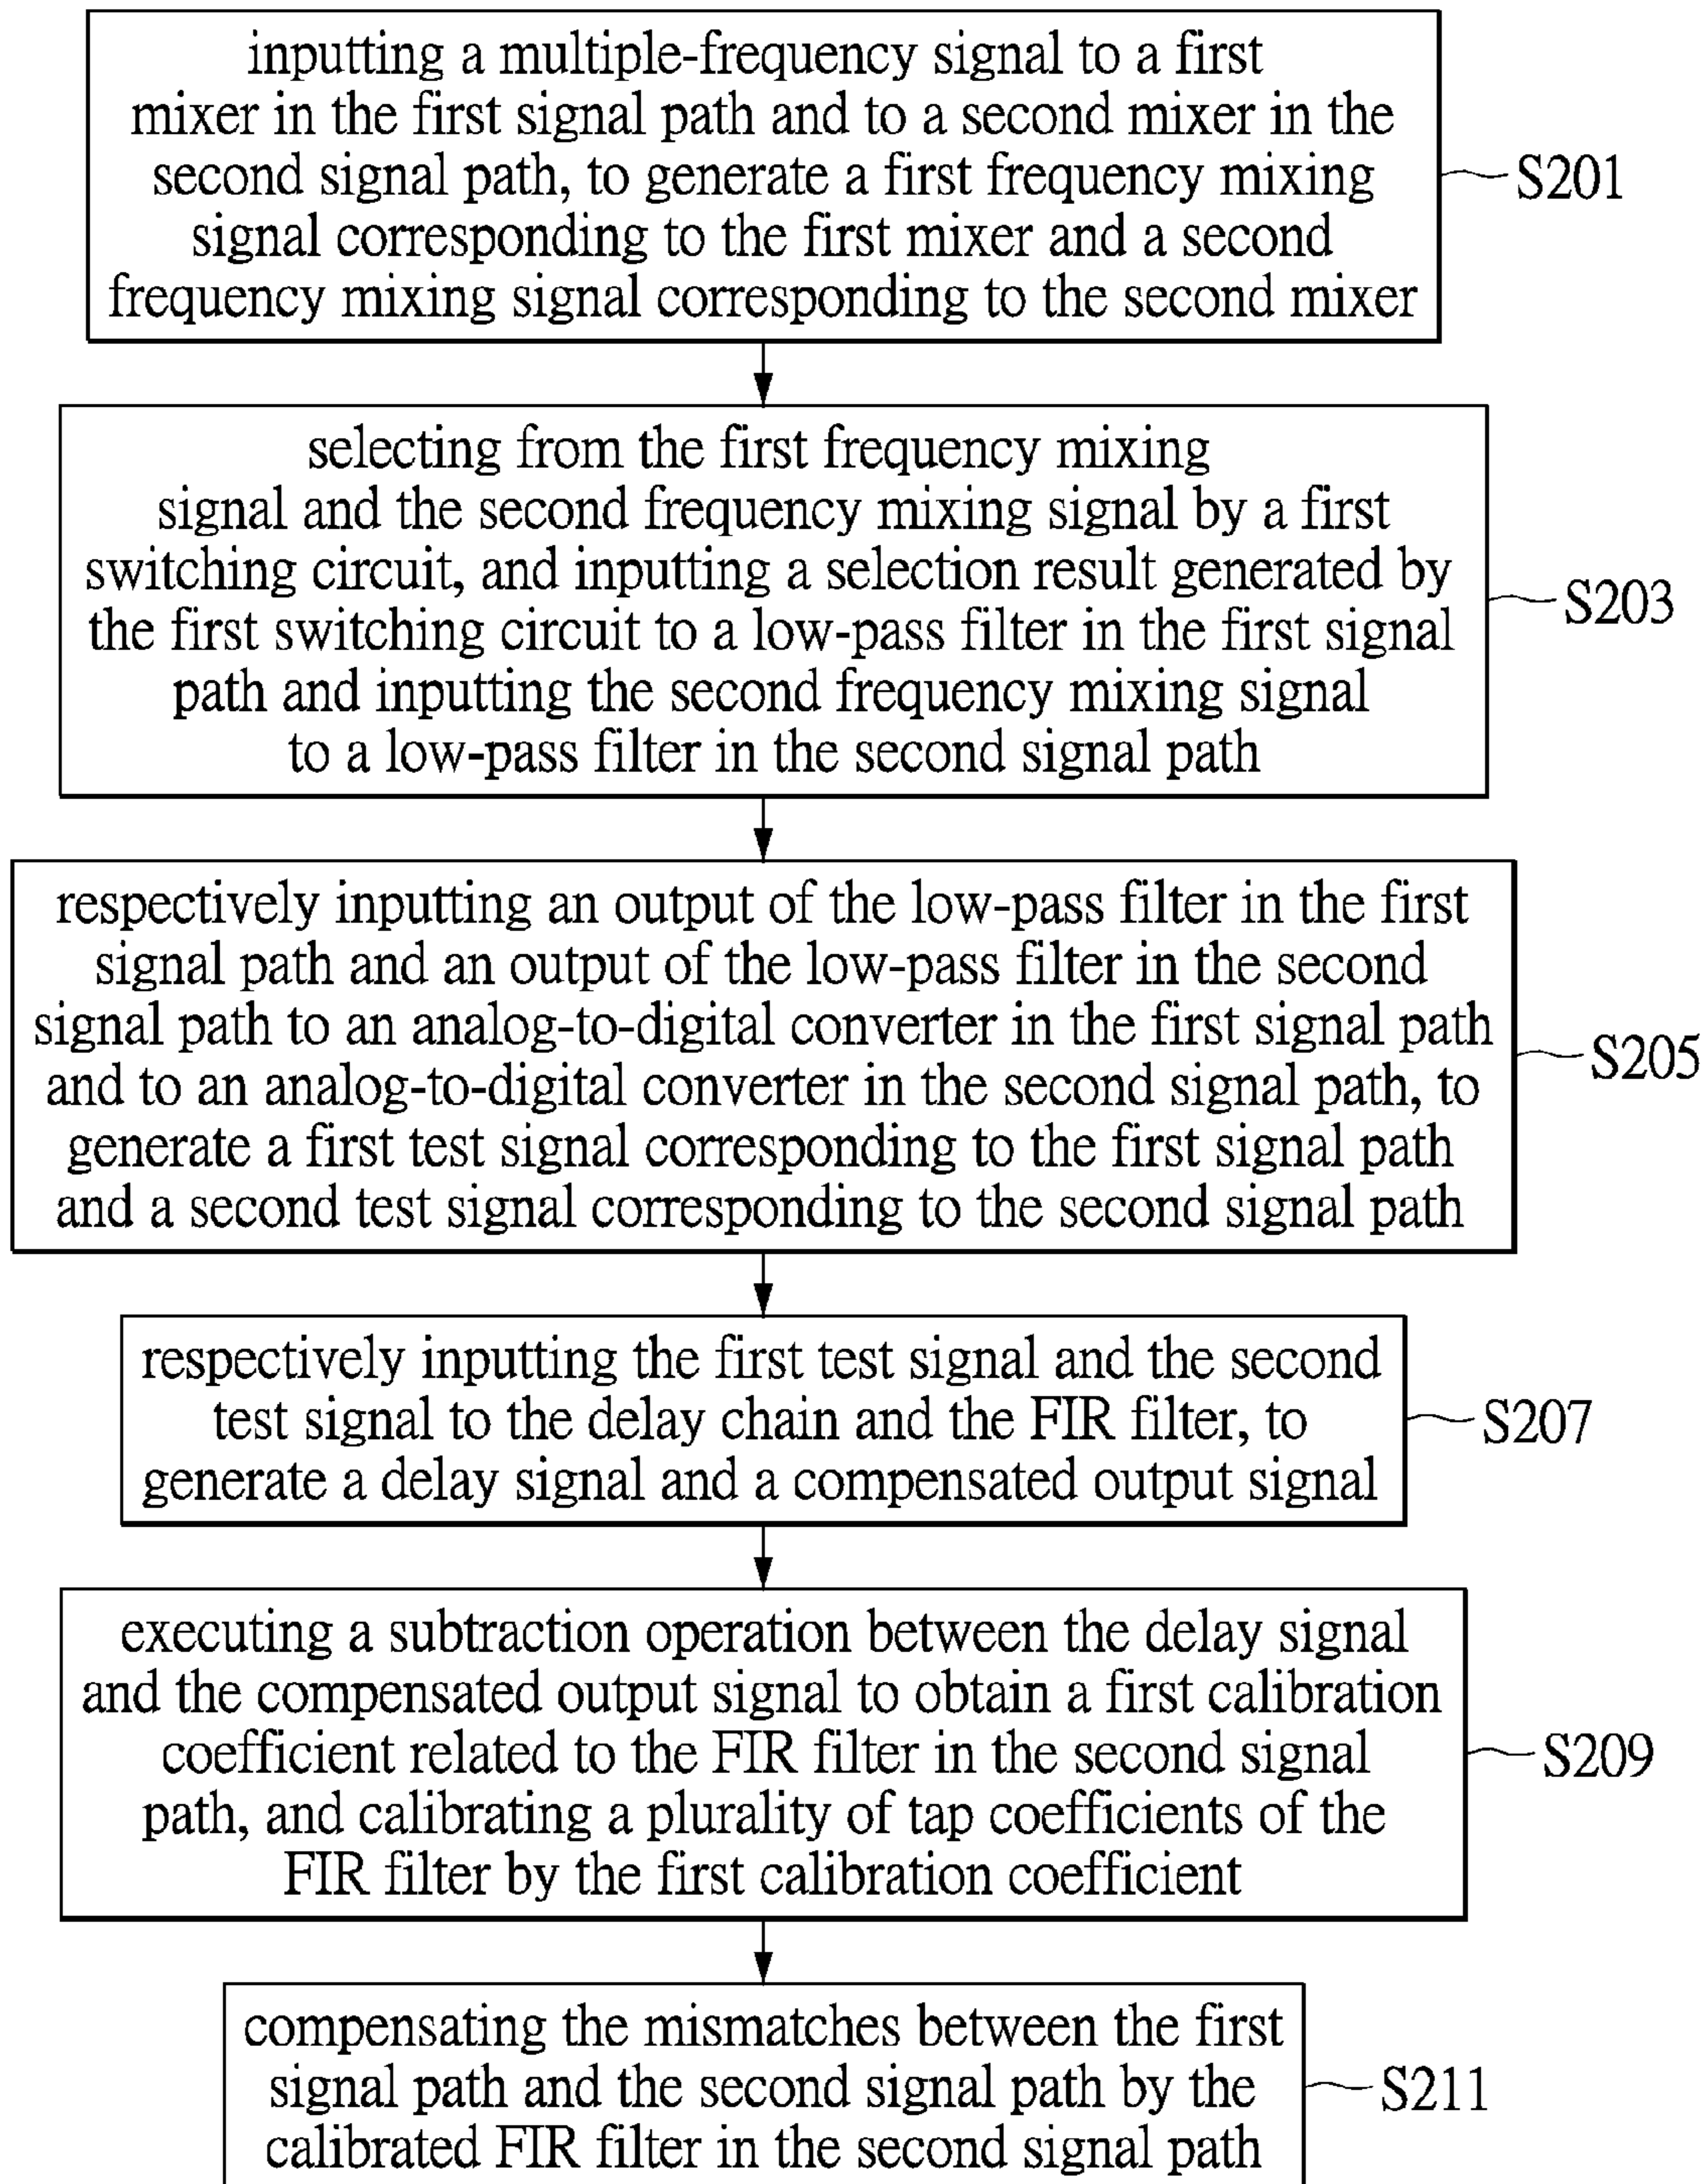 inputting a multiple-frequency signal to a first
mixer in the first signal path and to a second mixer in the
second signal path, to generate a first frequency mixing
signal corresponding to the first mixer and a second
frequency mixing signal corresponding to the second mixer
S201
selecting from the first frequency mixing
signal and the second frequency mixing signal by a first
switching circuit, and inputting a selection result generated by
the first switching circuit to a low-pass filter in the first signal
path and inputting the second frequency mixing signal
to a low-pass filter in the second signal path
S203
respectively inputting an output of the low-pass filter in the first
signal path and an output of the low-pass filter in the second
signal path to an analog-to-digital converter in the first signal path
and to an analog-to-digital converter in the second signal path, to
generate a first test signal corresponding to the first signal path
and a second test signal corresponding to the second signal path
S205
respectively inputting the first test signal and the second
test signal to the delay chain and the FIR filter, to
generate a delay signal and a compensated output signal
S207
executing a subtraction operation between the delay signal
and the compensated output signal to obtain a first calibration
coefficient related to the FIR filter in the second signal
path, and calibrating a plurality of tap coefficients of the
FIR filter by the first calibration coefficient
S209
compensating the mismatches between the first
signal path and the second signal path by the
calibrated FIR filter in the second signal path
S211